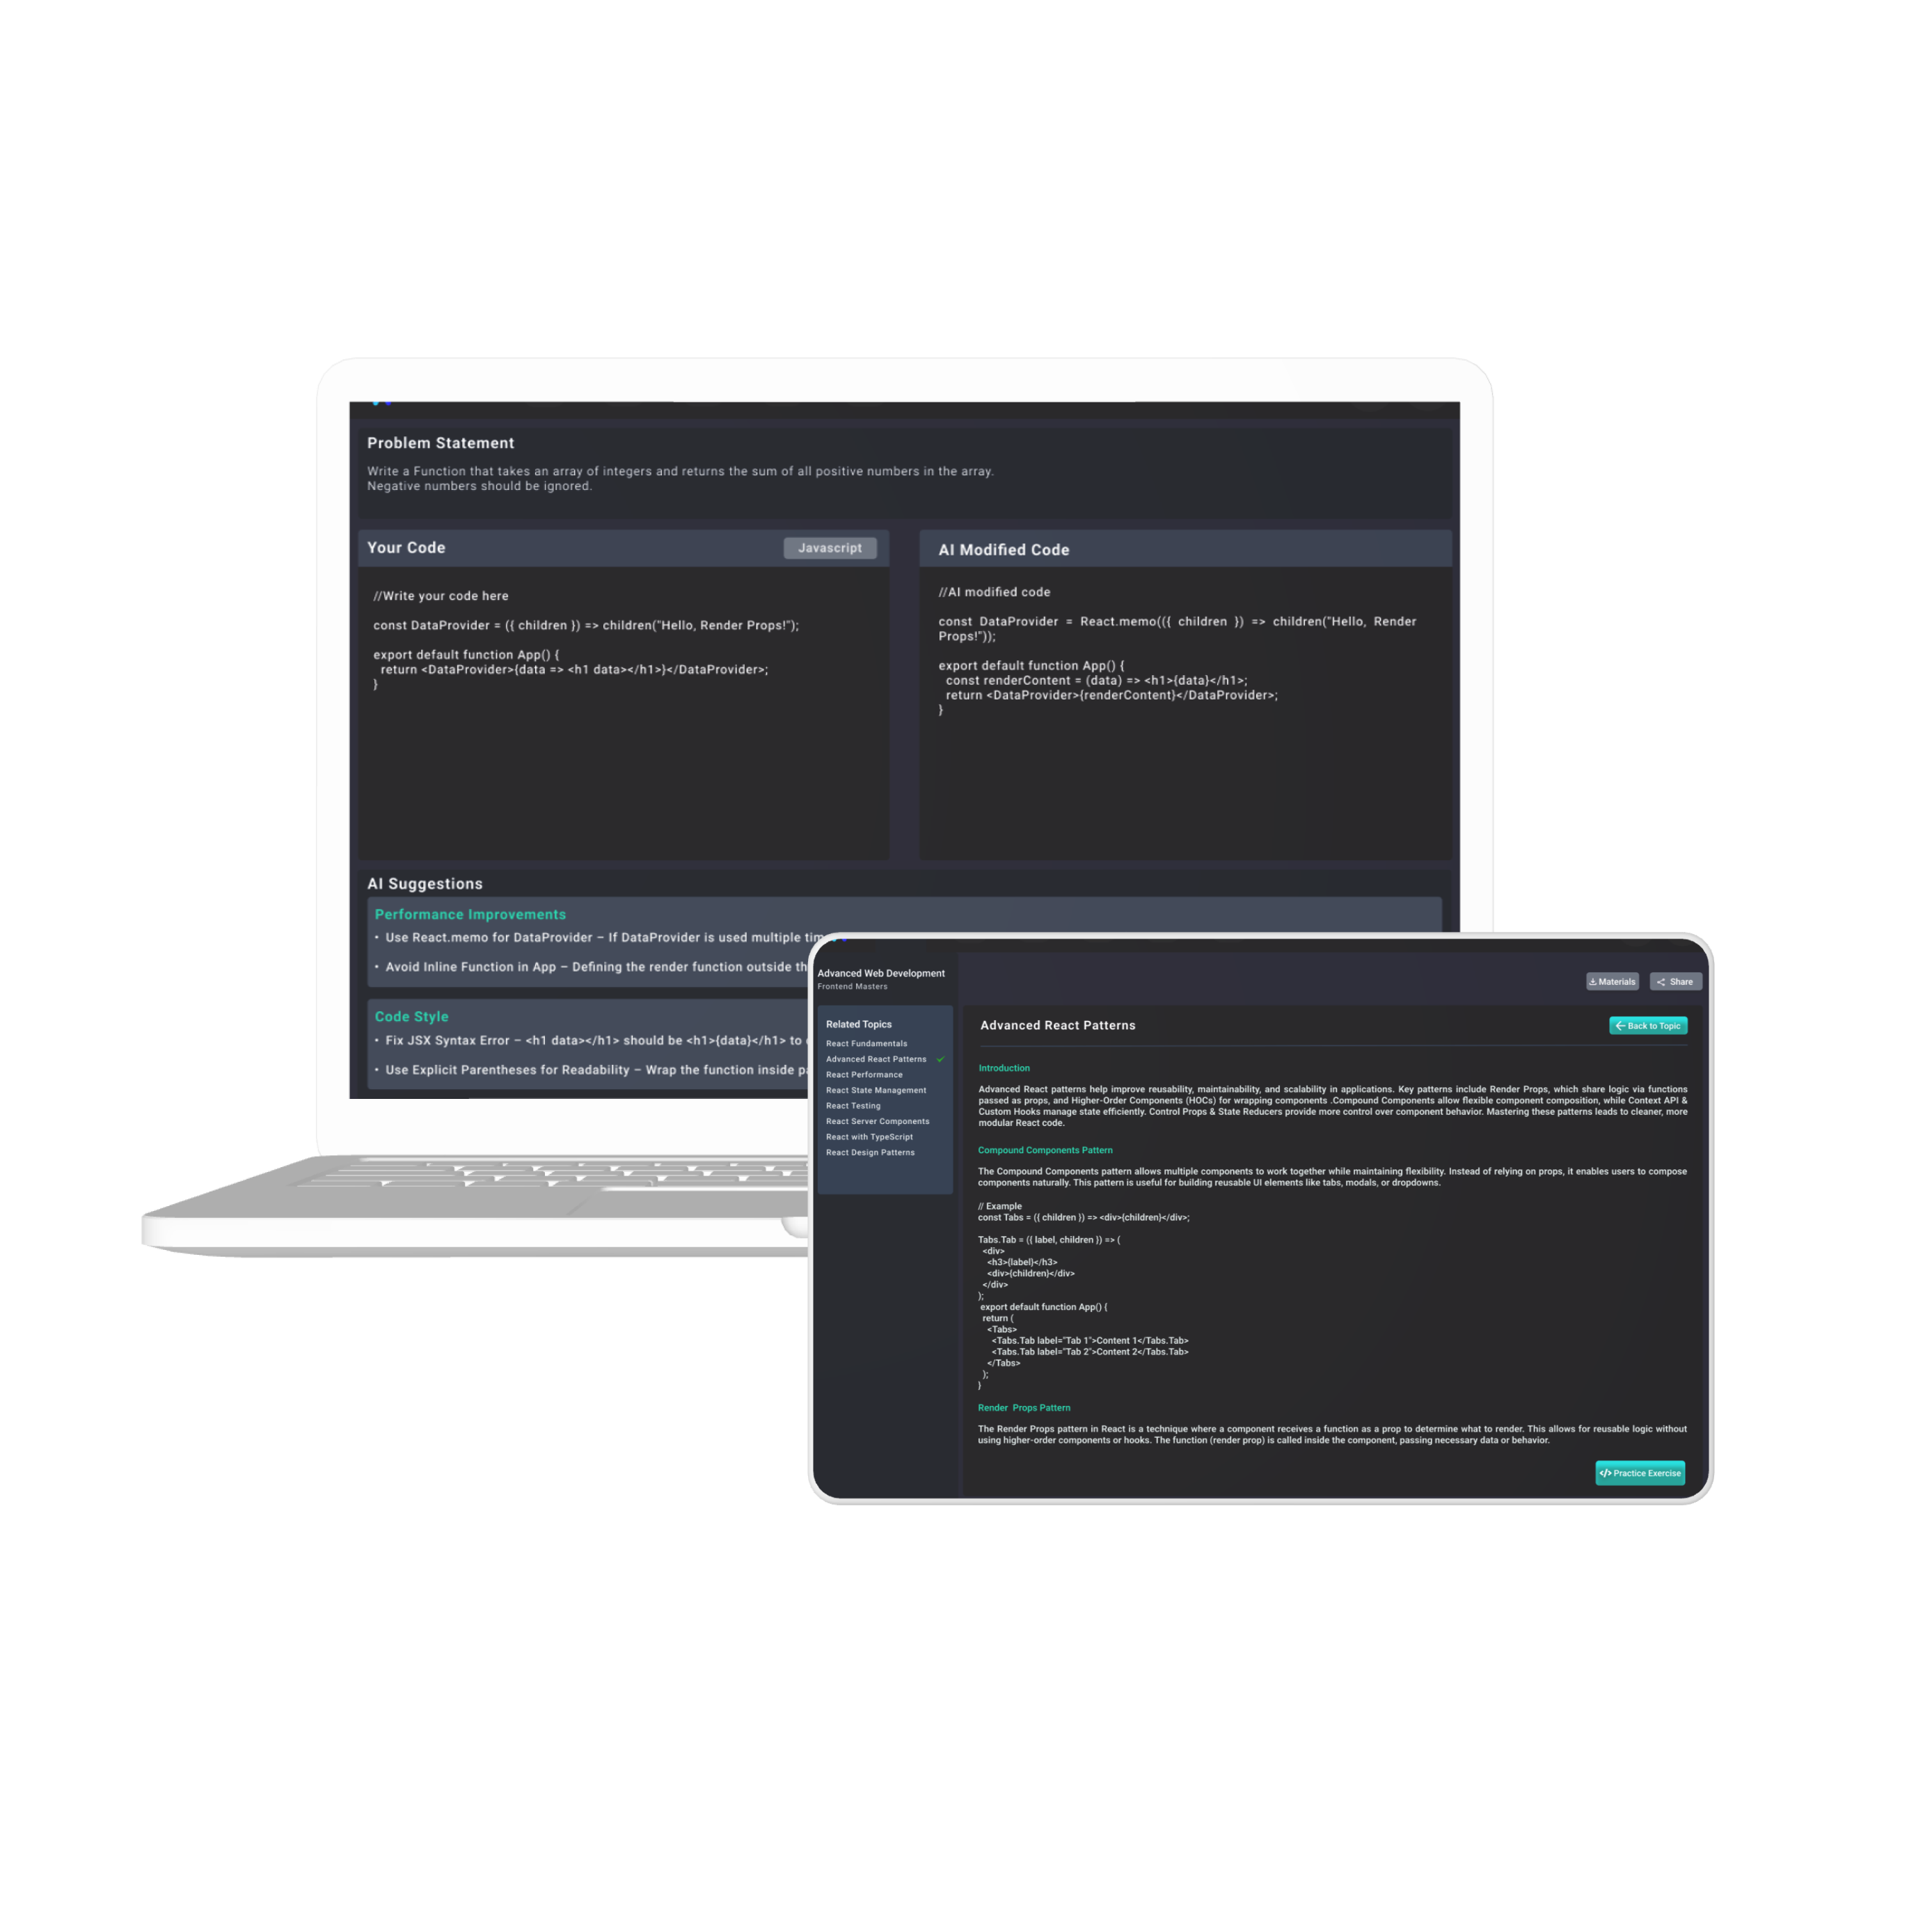 Problem Statement
Write a Function that takes an array of integers and returns the sum of all positive numbers in the array.
Negative numbers should be ignored.
Your Code
Javascript
//Write your code here
const DataProvider = ({ children }) => children("Hello, Render Props!");
export default function App() {
return <DataProvider>{data => <h1 data></h1>}</DataProvider>;
}
AI Modified Code
//AI modified code
const DataProvider = React.memo(({ children }) => children("Hello, Render
Props!"));
export default function App() {
const renderContent = (data) => <h1>{data}</h1>;
return <DataProvider>{renderContent}</DataProvider>;
}
AI Suggestions
Performance Improvements
• Use React.memo for DataProvider – If DataProvider is used multiple
• Avoid Inline Function in App – Defining the render function outside
Code Style
• Fix JSX Syntax Error – <h1 data></h1> should be <h1>{data}</h1> to
• Use Explicit Parentheses for Readability – Wrap the function inside
Advanced Web Development
Frontend Masters
Related Topics
React Fundamentals
Advanced React Patterns
React Performance
React State Management
React Testing
React Server Components
React with TypeScript
React Design Patterns
Materials
Share
Advanced React Patterns
Back to Topic
Introduction
Advanced React patterns help improve reusability, maintainability, and scalability in applications. Key patterns include Render Props, which share logic via functions
passed as props, and Higher-Order Components (HOCs) for wrapping components .Compound Components allow flexible component composition, while Context API &
Custom Hooks manage state efficiently. Control Props & State Reducers provide more control over component behavior. Mastering these patterns leads to cleaner, more
modular React code.
Compound Components Pattern
The Compound Components pattern allows multiple components to work together while maintaining flexibility. Instead of relying on props, it enables users to compose
components naturally. This pattern is useful for building reusable UI elements like tabs, modals, or dropdowns.
// Example
const Tabs = ({ children }) => <div>{children}</div>;
Tabs.Tab = ({ label, children }) => (
<div>
<h3>{label}</h3>
<div>{children}</div>
</div>
);
export default function App() {
return (
<Tabs>
<Tabs.Tab label="Tab 1">Content 1</Tabs.Tab>
<Tabs.Tab label="Tab 2">Content 2</Tabs.Tab>
</Tabs>
);
}
Render Props Pattern
The Render Props pattern in React is a technique where a component receives a function as a prop to determine what to render. This allows for reusable logic without
using higher-order components or hooks. The function (render prop) is called inside the component, passing necessary data or behavior.
</> Practice Exercise